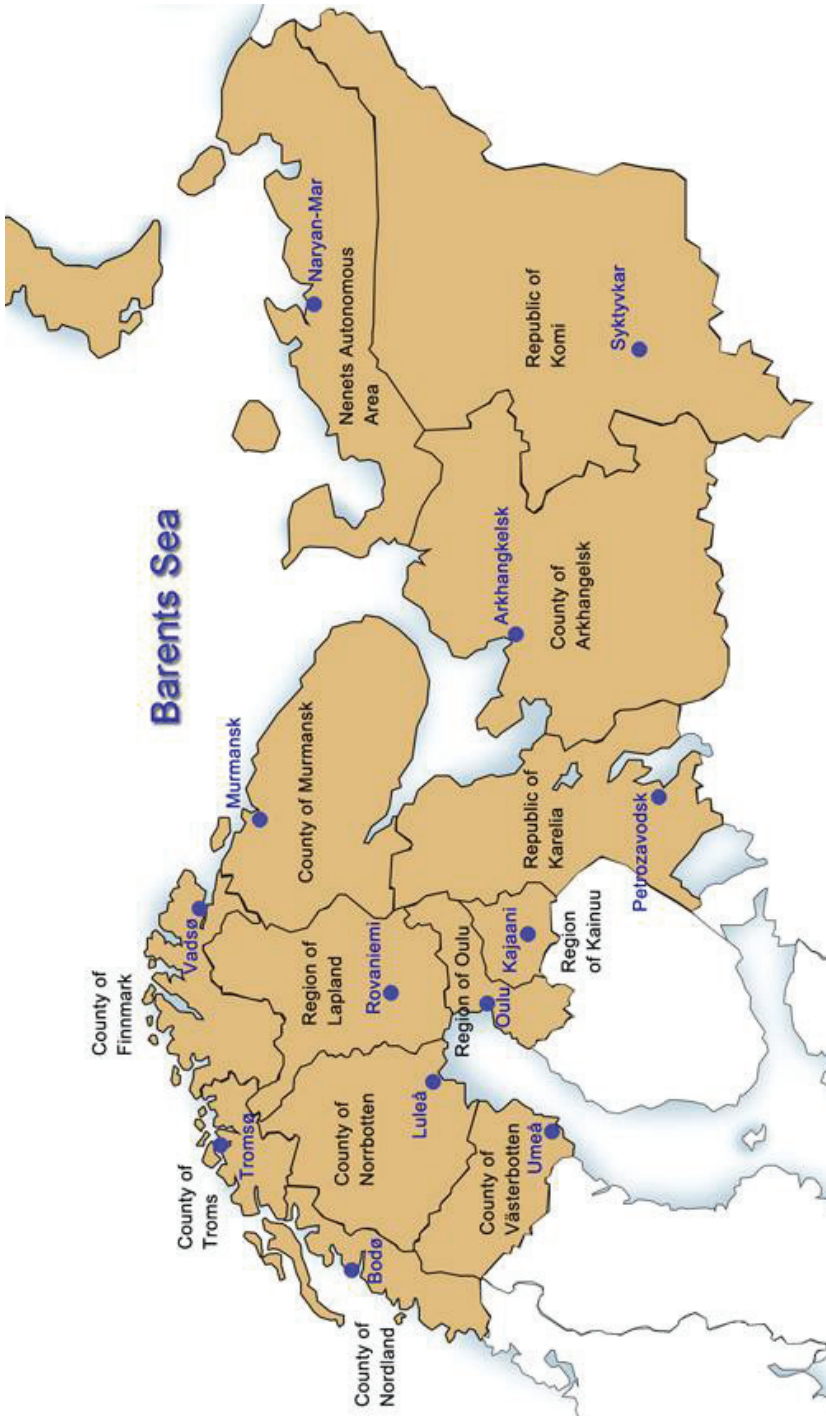 Barents Sea
County of
Finnmark
County of
Troms
Vadsø
Murmansk
Tromsø
County of Murmansk
Naryan-Mar
Nenets Autonomous
Area
County of
Nordland
Bodø
Region of
Lapland
Rovaniemi
County of
Norrbotten
Luleå
Region of Oulu
Oulu
Kajaani
Region
of Kainuu
County of
Västerbotten
Umeå
Republic of
Karelia
Petrozavodsk
Arkhangkelsk
County of
Arkhangelsk
Republic of
Komi
Syktyvkar